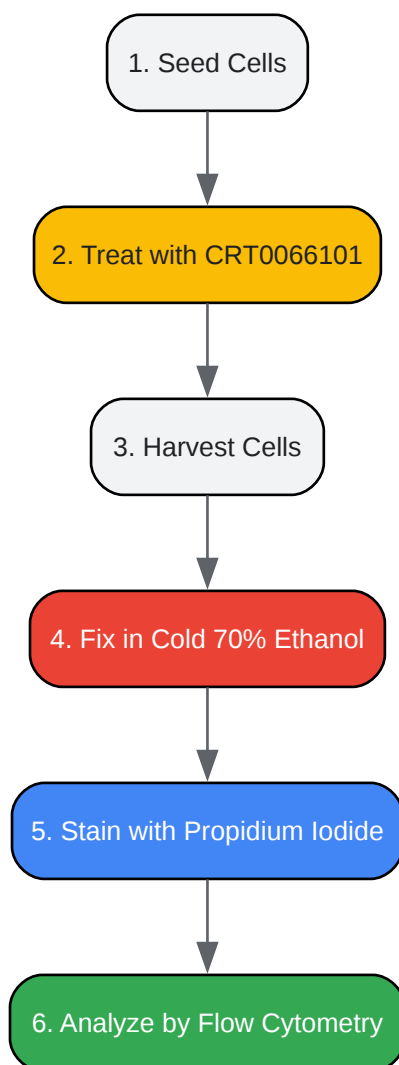 1. Seed Cells
2. Treat with CRT0066101
3. Harvest Cells
4. Fix in Cold 70% Ethanol
5. Stain with Propidium Iodide
6. Analyze by Flow Cytometry